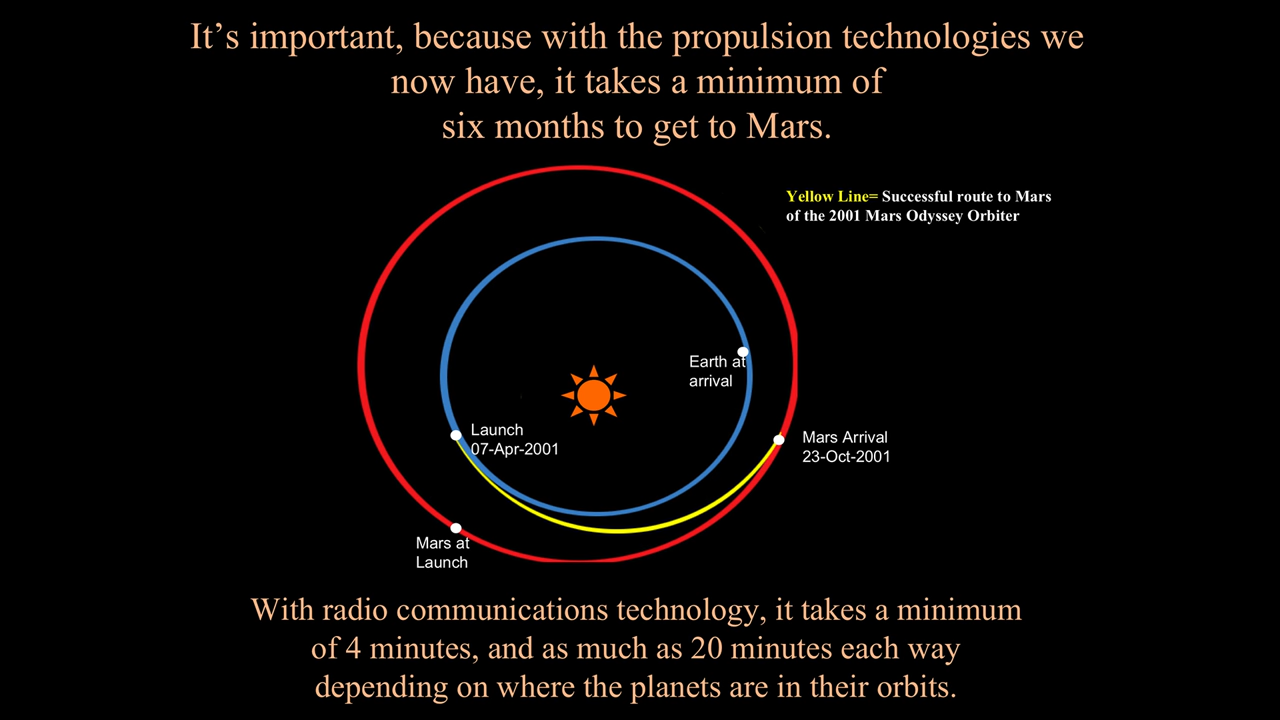 It’s important, because with the propulsion technologies we
now have, it takes a minimum of
six months to get to Mars.
Yellow Line= Successful route to Mars
of the 2001 Mars Odyssey Orbiter
Earth at
arrival
Launch
07-Apr-2001
Mars Arrival
23-Oct-2001
Mars at
Launch
With radio communications technology, it takes a minimum
of 4 minutes, and as much as 20 minutes each way
depending on where the planets are in their orbits.